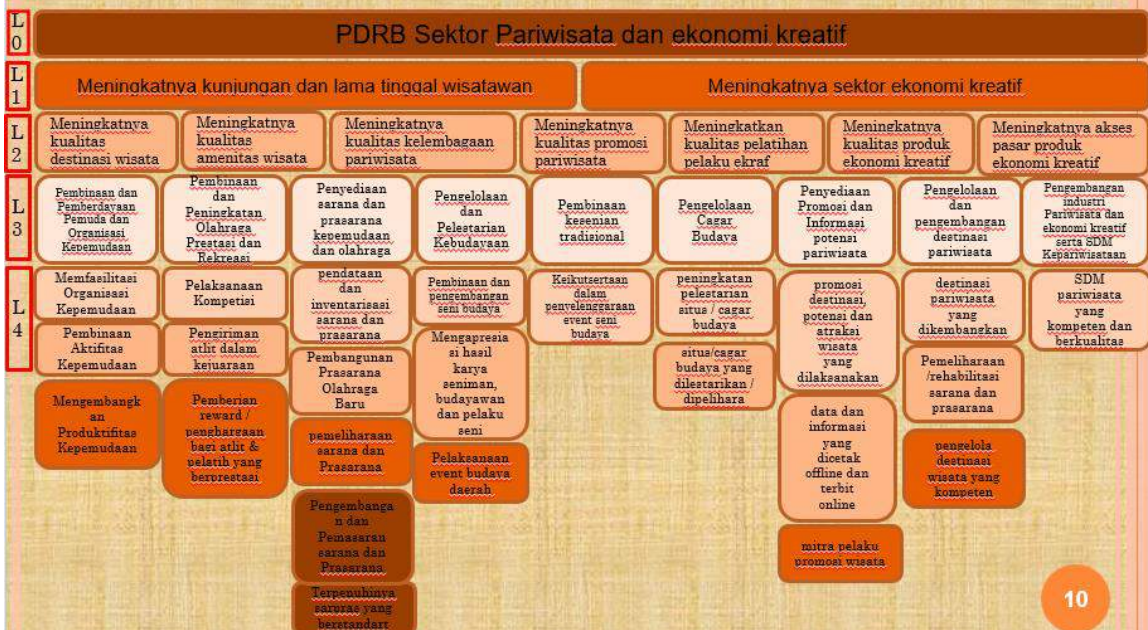 L
0
PDRB Sektor Pariwisata dan ekonomi kreatif
L
1
Meningkatnya kunjungan dan lama tinggal wisatawan
Meningkatnya sektor ekonomi kreatif
L
2
Meningkatnya
kualitas
destinasi wisata
Meningkatnya
kualitas
amenitas wisata
Meningkatnya
kualitas kelembagaan
pariwisata
Meningkatnya
kualitas promosi
pariwisata
Meningkatkan
kualitas pelatihan
pelaku ekraf
Meningkatnya
kualitas produk
ekonomi kreatif
Meningkatnya akses
pasar produk
ekonomi kreatif
L
3
Pembinaan dan
Pemberdayaan
Pemuda dan
Organisasi
Kepemudaan
Pembinaan
dan
Peningkatan
Olahraga
Prestasi dan
Rekreasi
Penyediaan
sarana dan
prasarana
kepemudaan
dan olahraga
Pengelolaan
dan
Pelestarian
Kebudayaan
Pembinaan
kesenian
tradisional
Pengelolaan
Cagar
Budaya
Penyediaan
Promosi dan
Informasi
potensi
pariwisata
Pengelolaan
dan
pengembangan
destinasi
pariwisata
Pengembangan
industri
Pariwisata dan
ekonomi kreatif
serta SDM
Kepariwisataan
L
4
Memfasilitasi
Organisasi
Kepemudaan
Pembinaan
Aktifitas
Kepemudaan
Mengembangk
an
Produktifitas
Kepemudaan
Pelaksanaan
Kompetisi
Pengiriman
atlit dalam
kejuaraan
Pemberian
reward /
penghargaan
bagi atlit &
pelatih yang
berprestasi
pendataan
dan
inventarisasi
sarana dan
prasarana
Pembangunan
Prasarana
Olahraga
Baru
pemeliharaan
sarana dan
Prasarana
Pengembanga
n dan
Pemasaran
sarana dan
Prasarana
Terpenuhinya
sarpras yang
berstandart
Pembinaan dan
pengembangan
seni budaya
Mengapresia
si hasil
karya
seniman,
budayawan
dan pelaku
seni
Pelaksanaan
event budaya
daerah
Keikutsertaan
dalam
penyelenggaraan
event seni
budaya
peningkatan
pelestarian
situs / cagar
budaya
situs/cagar
budaya yang
dilestarikan /
dipelihara
promosi
destinasi,
potensi dan
atraksi
wisata
yang
dilaksanakan
data dan
informasi
yang
dicetak
offline dan
terbit
online
mitra pelaku
promosi wisata
destinasi
pariwisata
yang
dikembangkan
Pemeliharaan
/rehabilitasi
sarana dan
prasarana
pengelola
destinasi
wisata yang
kompeten
SDM
pariwisata
yang
kompeten dan
berkualitas
10